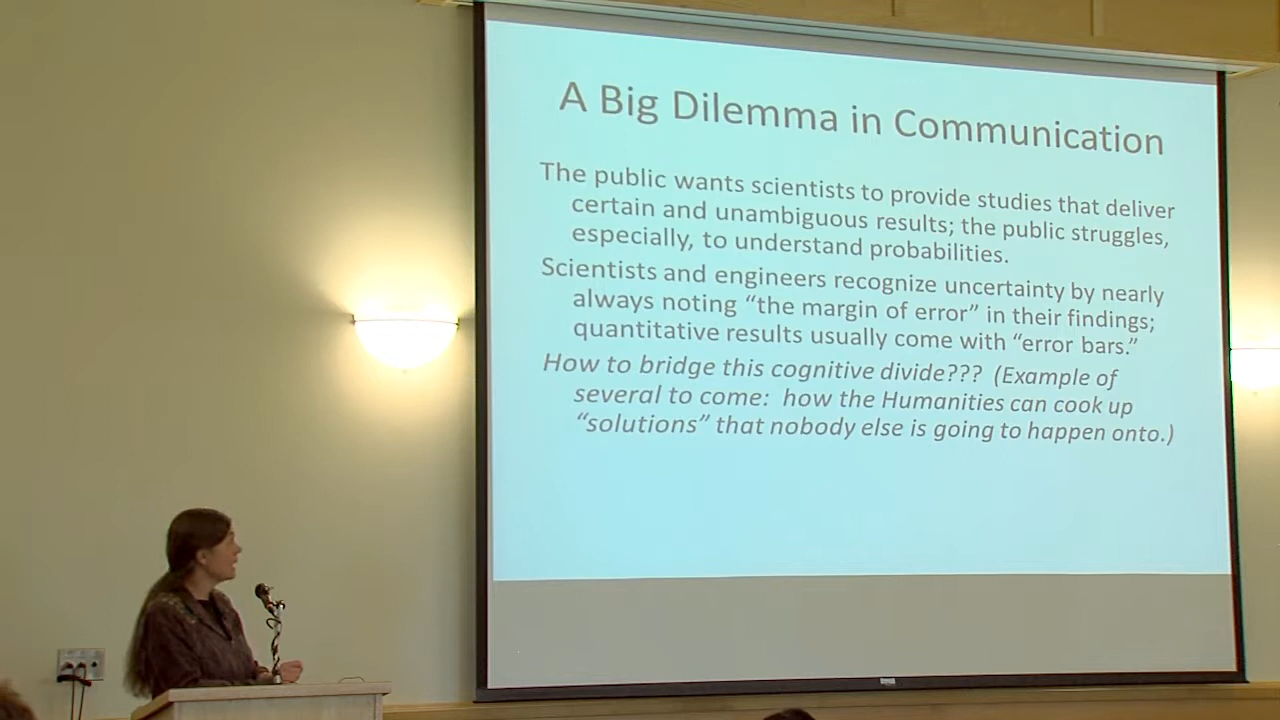 A Big Dilemma in Communication
The public wants scientists to provide studies that deliver
certain and unambiguous results; the public struggles,
especially, to understand probabilities.
Scientists and engineers recognize uncertainty by nearly
always noting “the margin of error” in their findings;
quantitative results usually come with “error bars.”
How to bridge this cognitive divide??? (Example of
several to come: how the Humanities can cook up
“solutions” that nobody else is going to happen onto.)